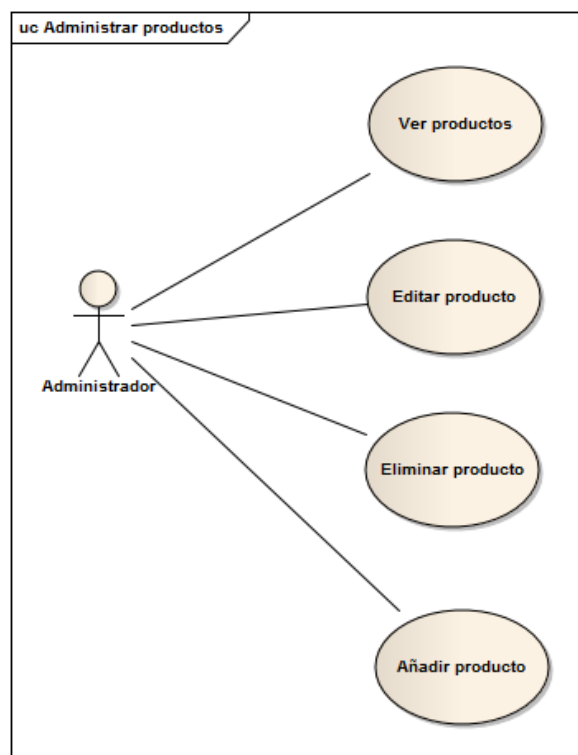 uc Administrar productos
Ver productos
Editar producto
Administrador
Eliminar producto
Añadir producto